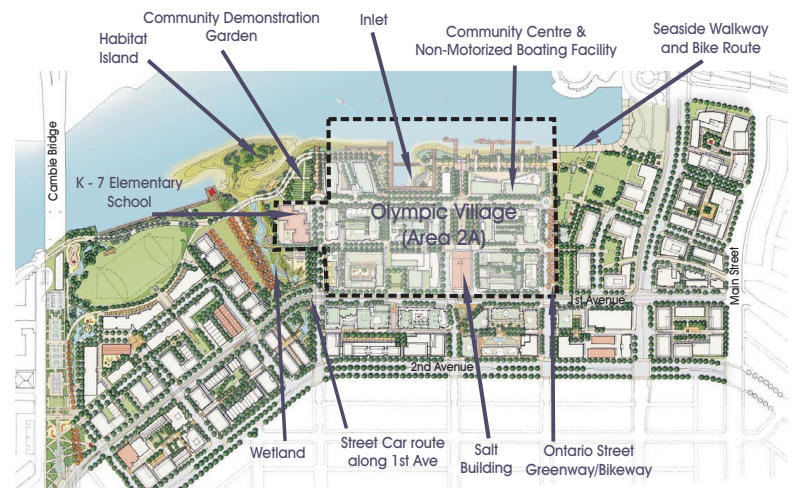 Community Demonstration
Garden
Inlet
Community Centre &
Non-Motorized Boating Facility
Seaside Walkway
and Bike Route
Habitat
Island
Cambie Bridge
K - 7 Elementary
School
Olympic Village
(Area 2A)
Main Street
1st Avenue
2nd Avenue
Wetland
Street Car route
along 1st Ave
Salt
Building
Ontario Street
Greenway/Bikeway